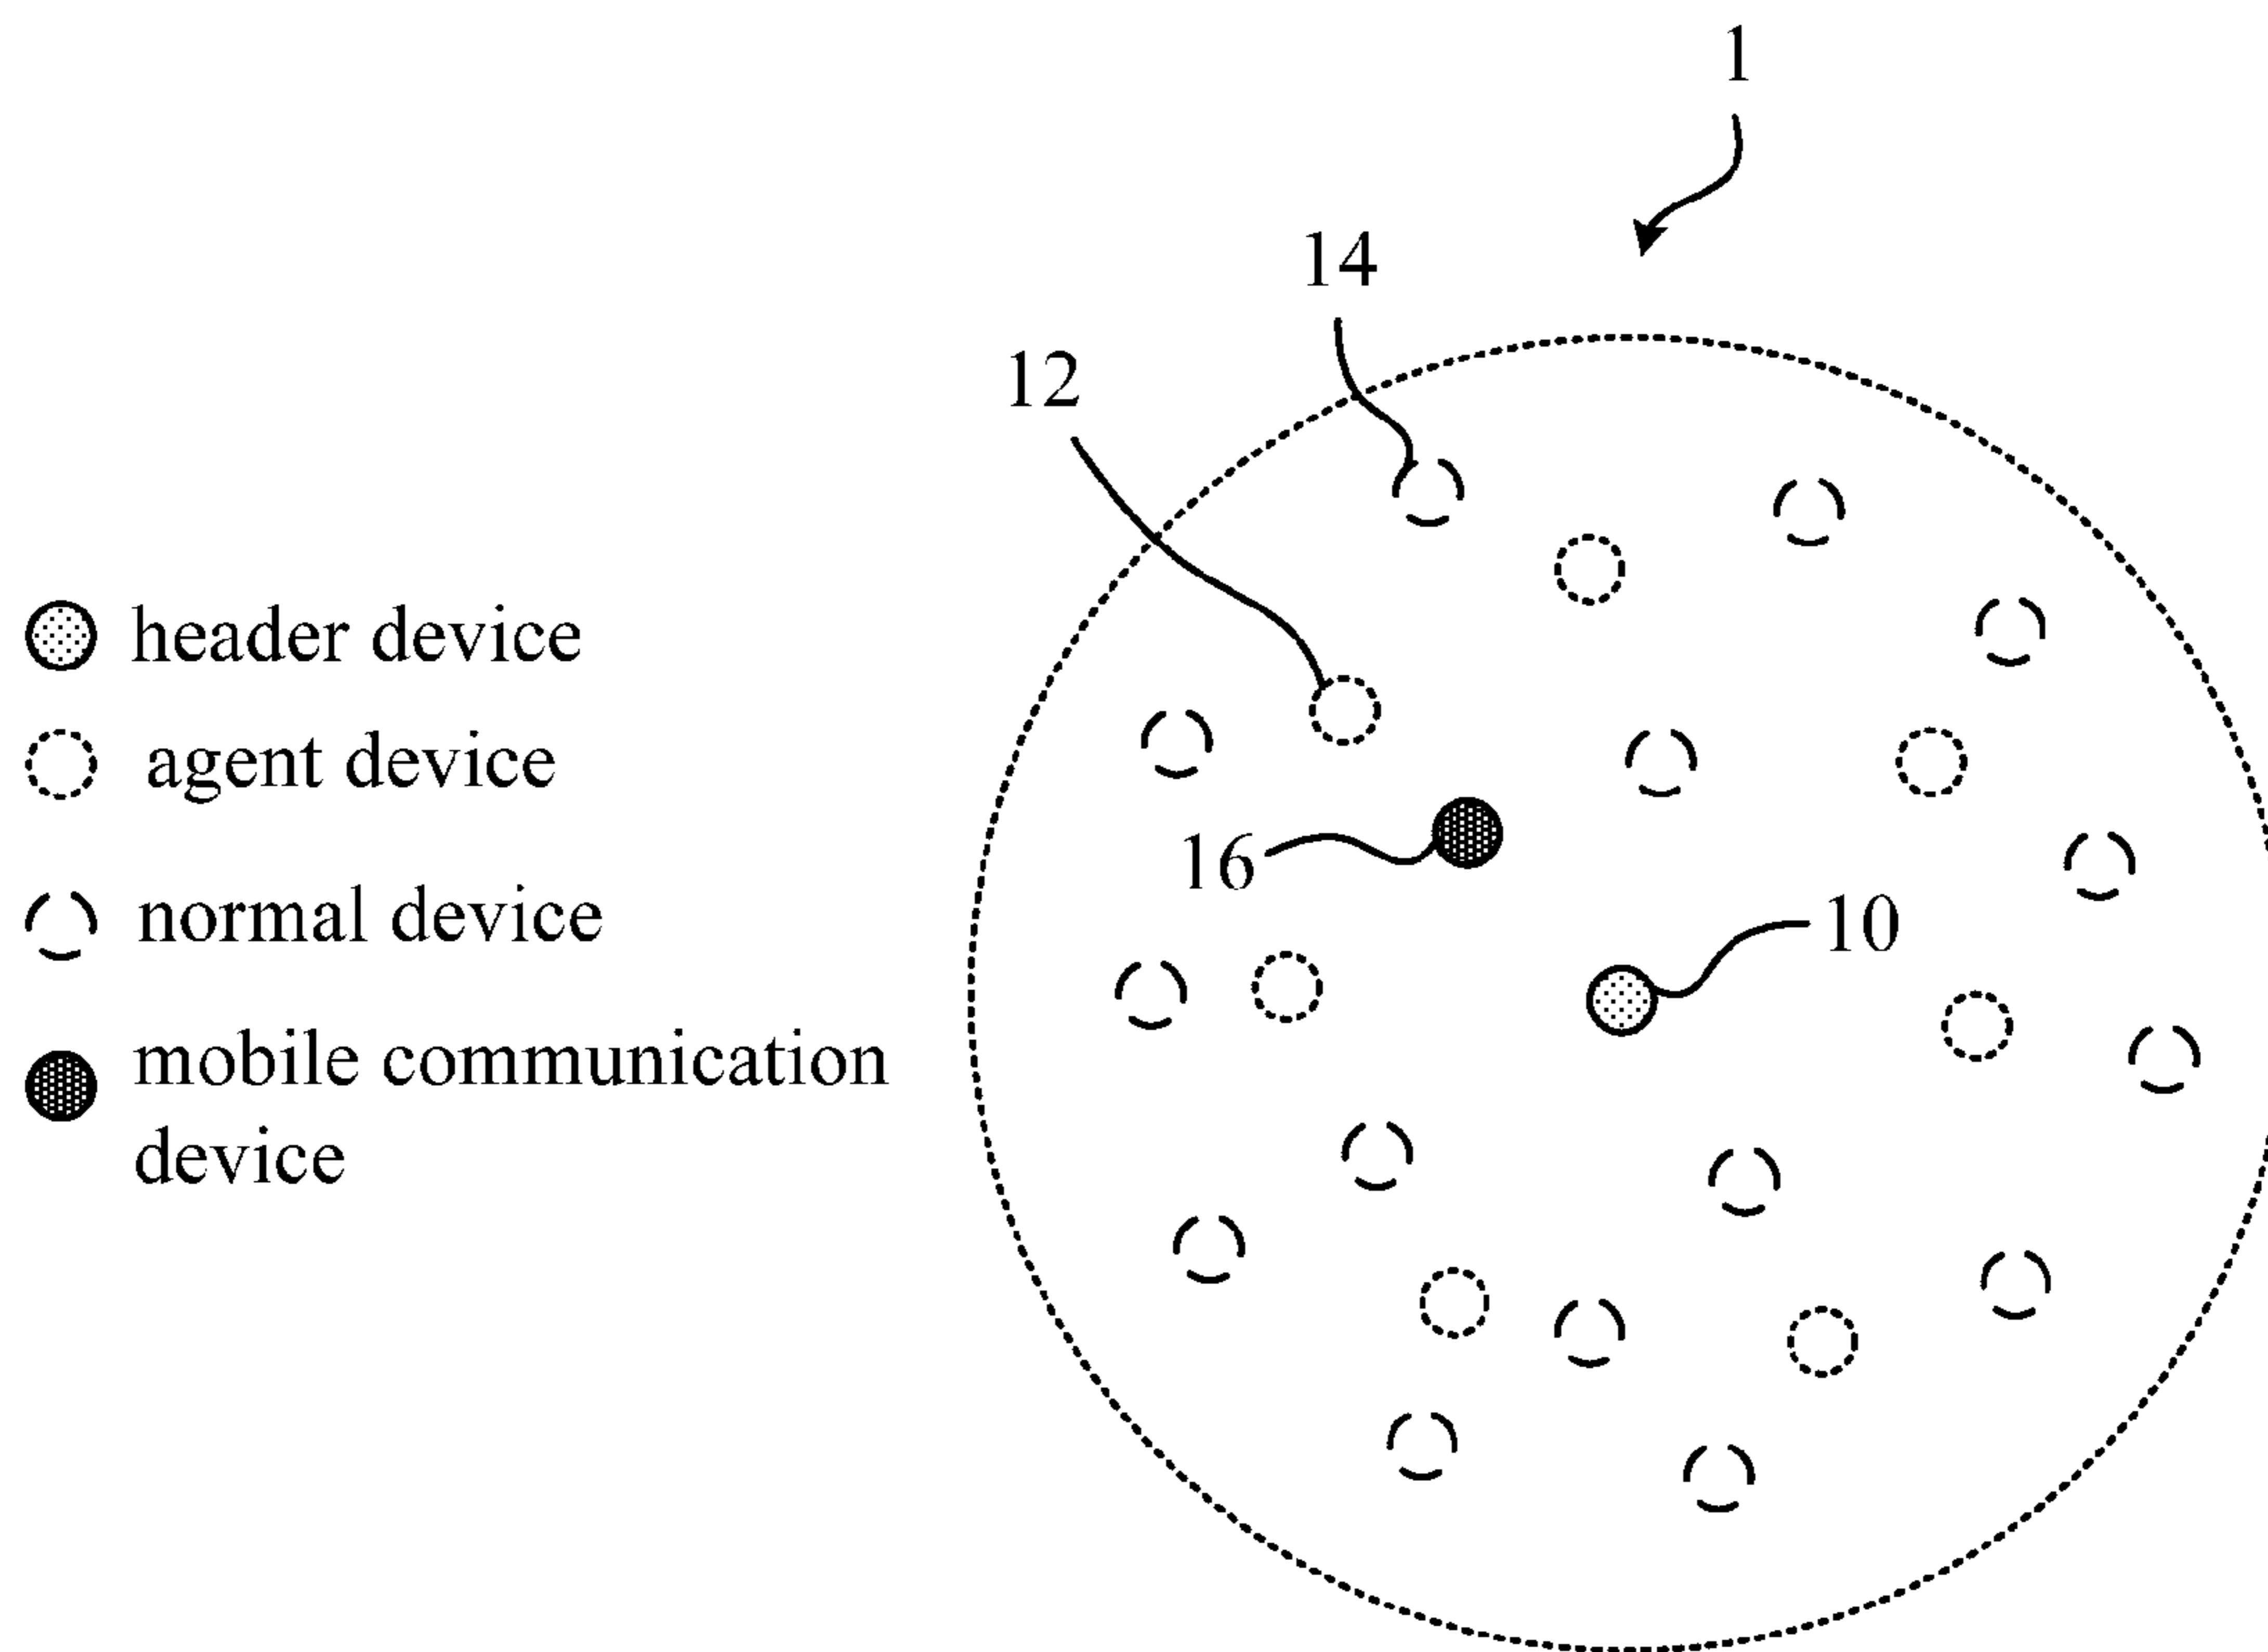 1
14
12
header device
agent device
normal device
16
10
mobile communication
device